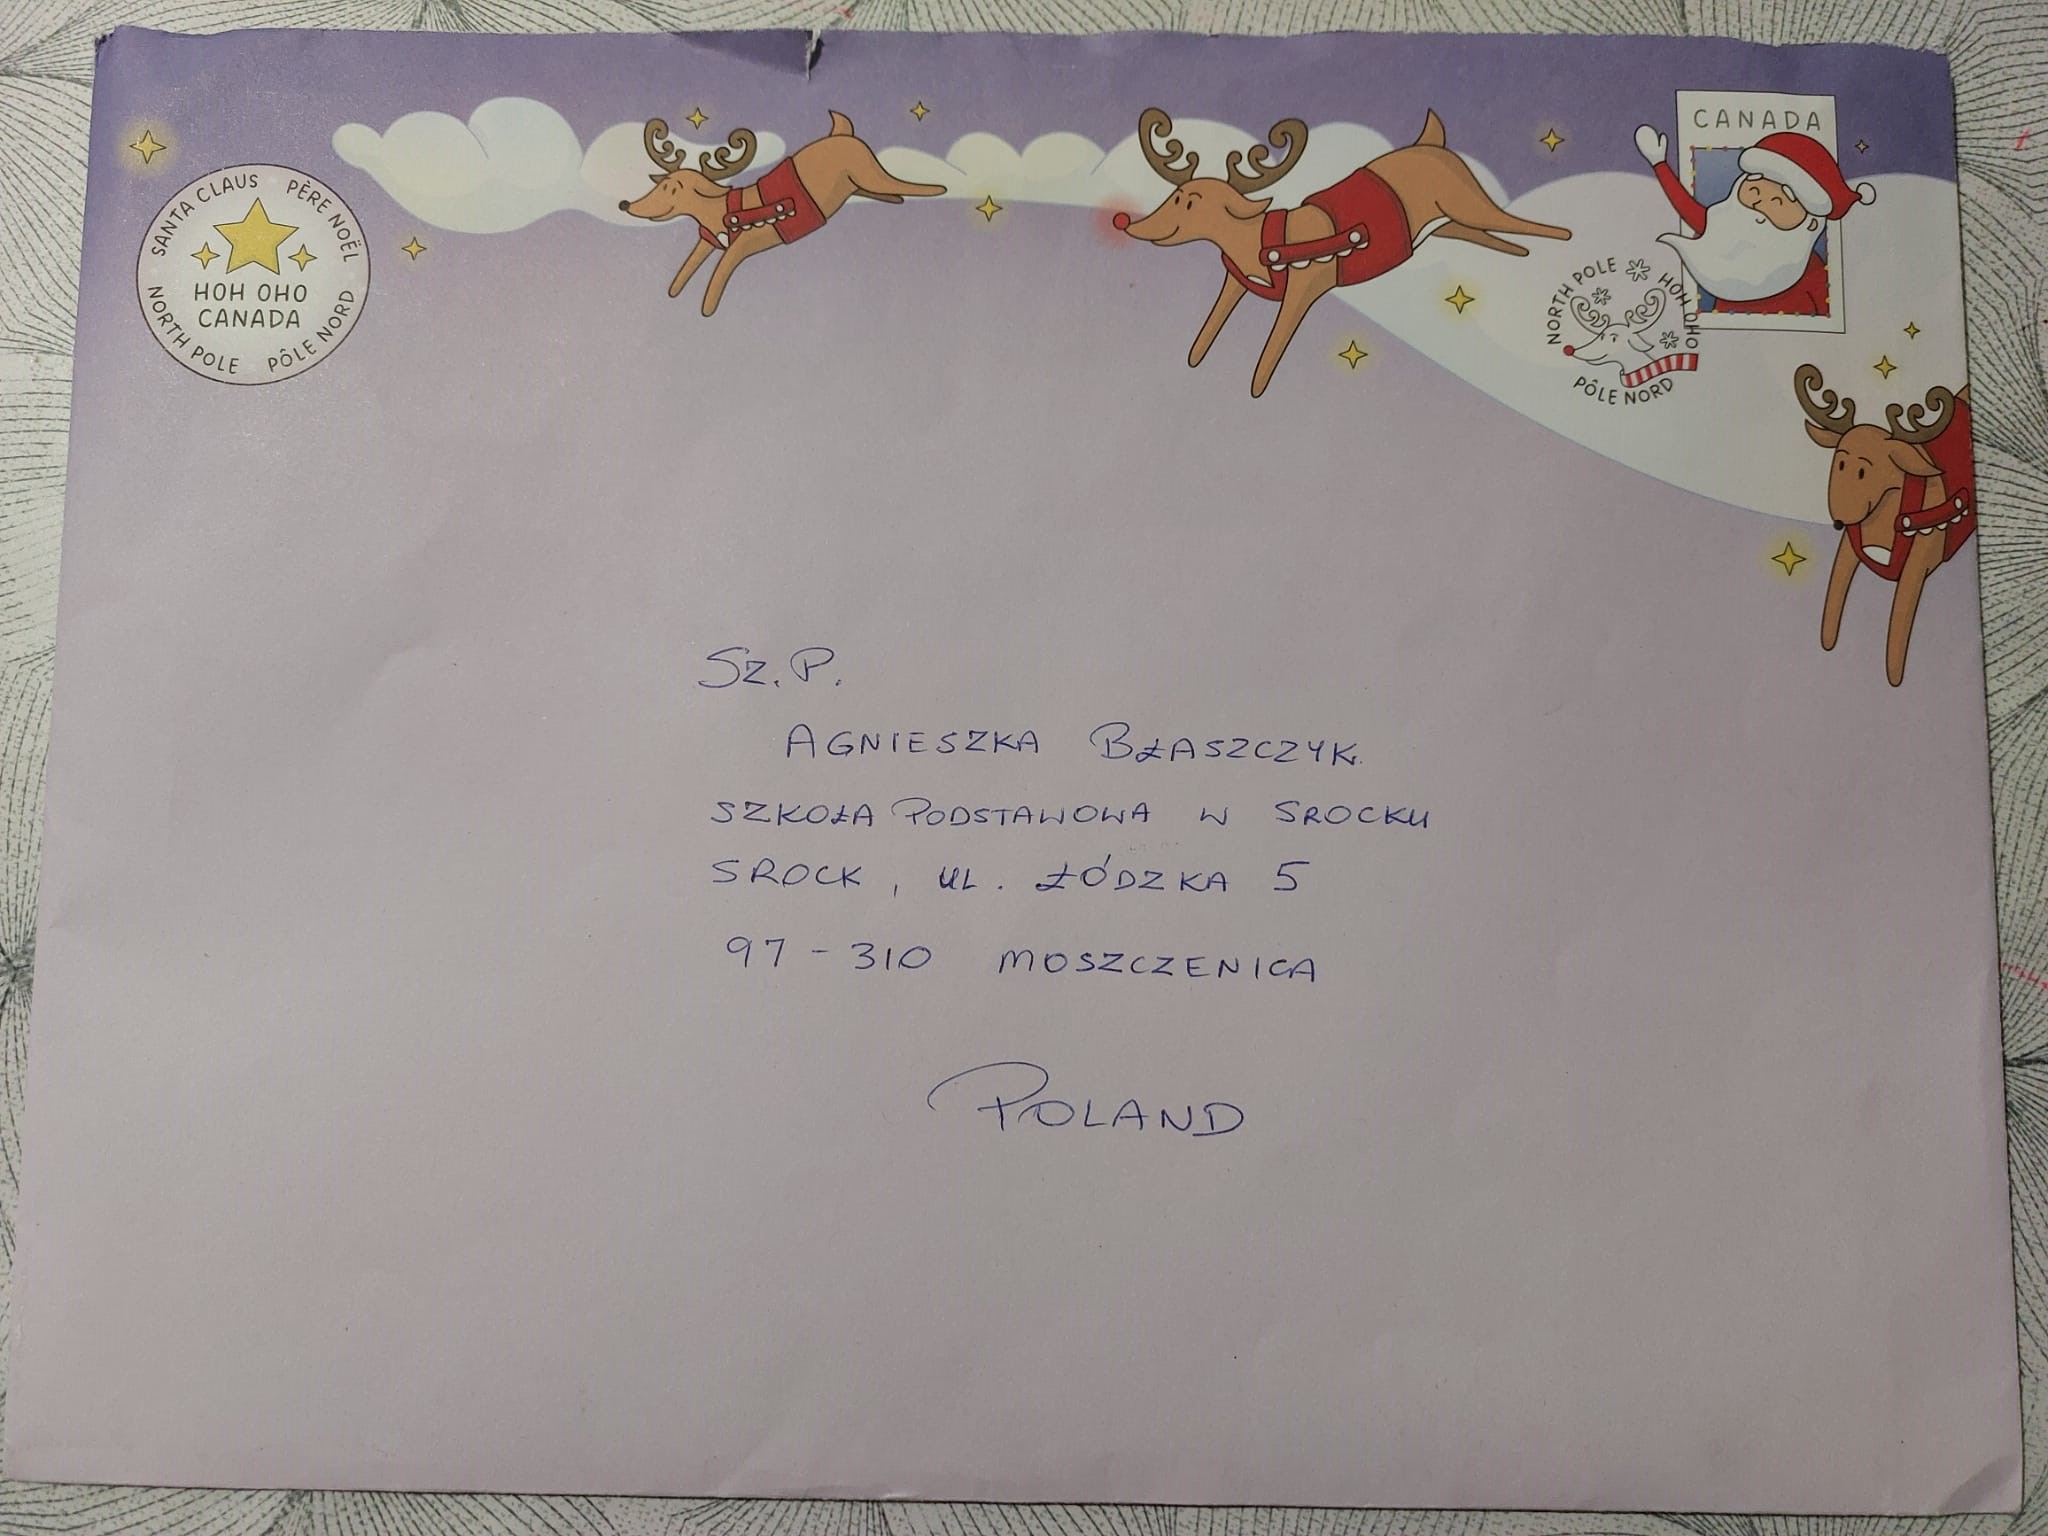 SANTA CLAUS PÈRE NOËL
HOH OHO
CANADA
NORTH POLE PÔLE NORD
CANADA
NORTH POLE HOH OHO
PÔLE NORD
Sz. P.
AGNIESZKA BŁASZCZYK.
SZKOŁA PODSTAWOWA W SROCKU
SROCK, UL. ŁÓDZKA 5
97-310 MOSZCZENICA
POLAND